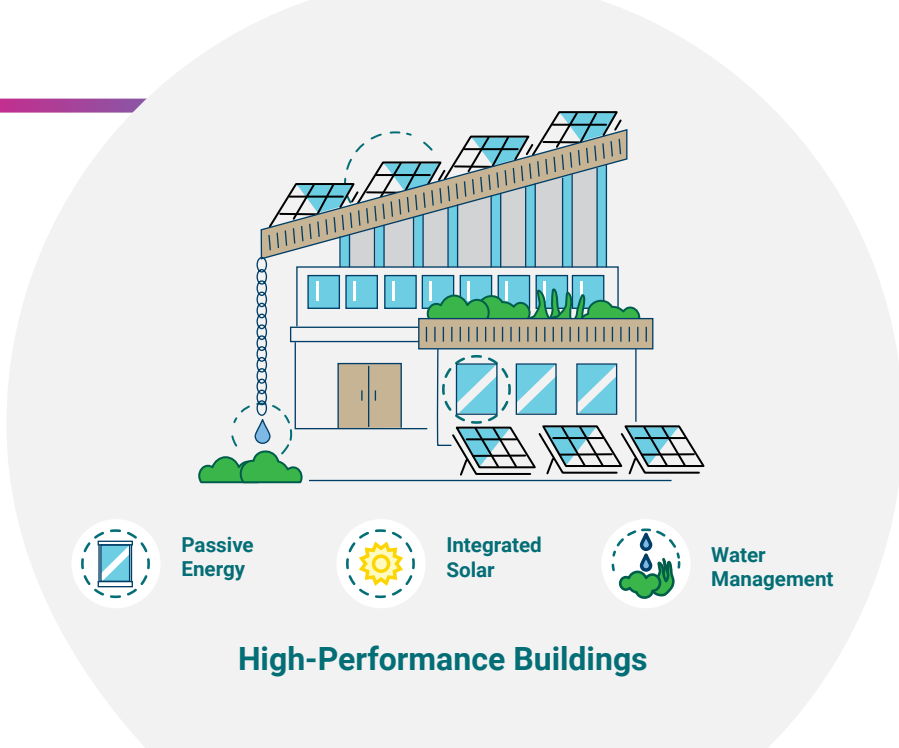 Passive
Energy
Integrated
Solar
Water
Management
High-Performance Buildings